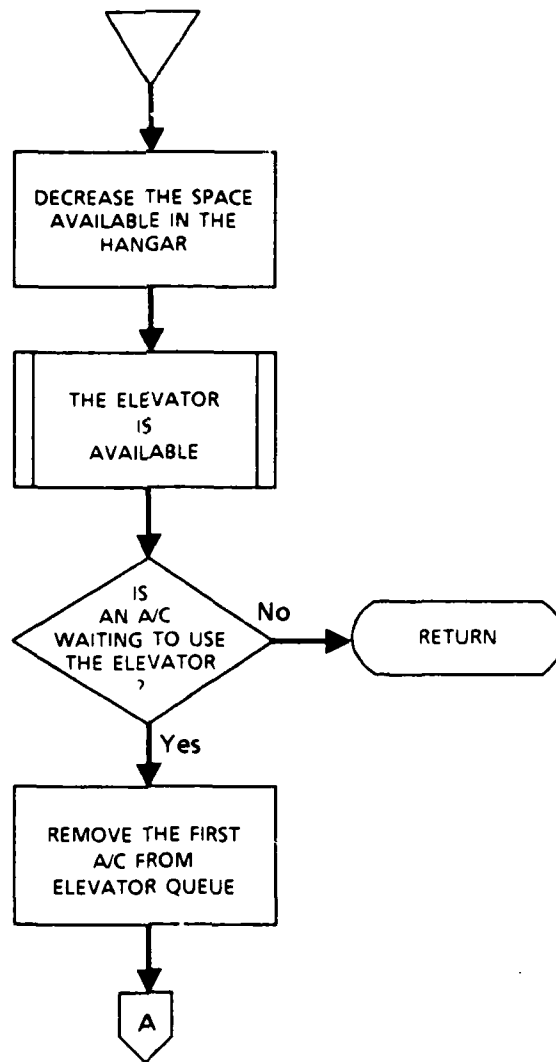 DECREASE THE SPACE
AVAILABLE IN THE
HANGAR
THE ELEVATOR
IS
AVAILABLE
IS
AN A/C
WAITING TO USE
THE ELEVATOR
?
No
RETURN
Yes
REMOVE THE FIRST
A/C FROM
ELEVATOR QUEUE
A